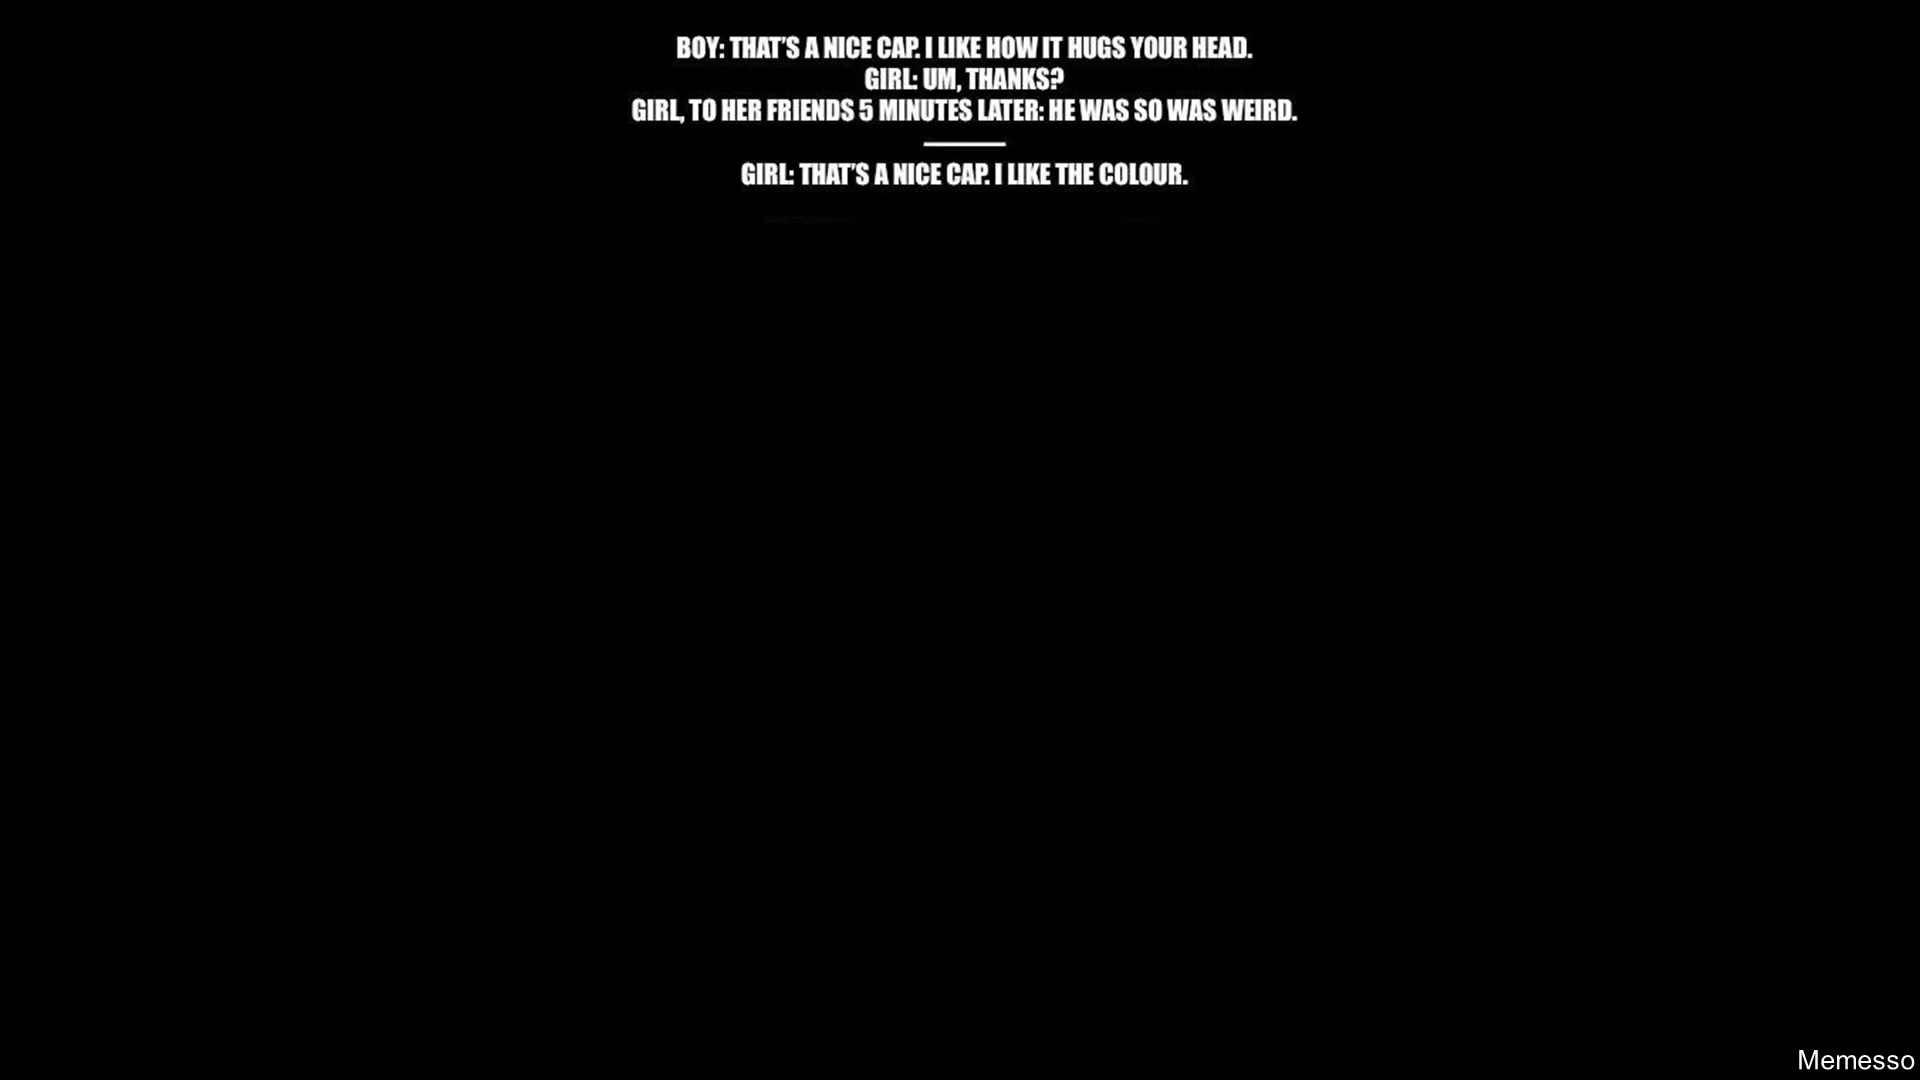 BOY: THAT'S A NICE CAP. I LIKE HOW IT HUGS YOUR HEAD.
GIRL: UM, THANKS?
GIRL, TO HER FRIENDS 5 MINUTES LATER: HE WAS SO WAS WEIRD.
GIRL: THAT'S A NICE CAP. I LIKE THE COLOUR.
Memesso